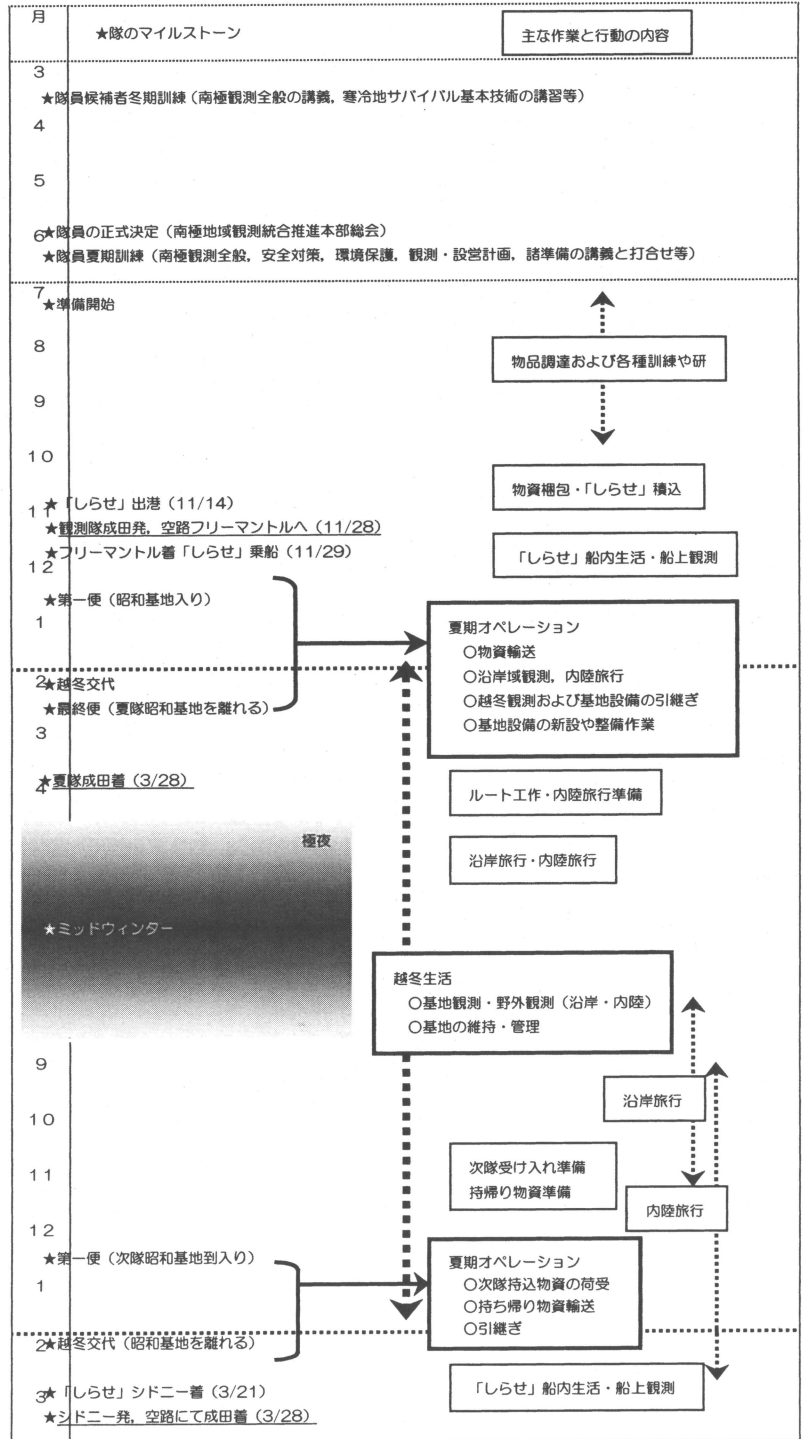 月
★隊のマイルストーン
主な作業と行動の内容
3
★隊員候補者冬期訓練（南極観測全般の講義，寒冷地サバイバル基本技術の講習等）
4
5
6
★隊員の正式決定（南極地域観測統合推進本部総会）
★隊員夏期訓練（南極観測全般，安全対策，環境保護，観測・設営計画，諸準備の講義と打合せ等）
7
★準備開始
8
物品調達および各種訓練や研
9
10
物資梱包・「しらせ」積込
★「しらせ」出港（11/14）
11
★観測隊成田発，空路フリーマントルへ（11/28）
★フリーマントル着「しらせ」乗船（11/29）
「しらせ」船内生活・船上観測
12
★第一便（昭和基地入り）
1
夏期オペレーション
○物資輸送
○沿岸域観測，内陸旅行
○越冬観測および基地設備の引継ぎ
○基地設備の新設や整備作業
2
★越冬交代
★最終便（夏隊昭和基地を離れる）
3
4
★夏隊成田着（3/28）
ルート工作・内陸旅行準備
極夜
沿岸旅行・内陸旅行
★ミッドウィンター
越冬生活
○基地観測・野外観測（沿岸・内陸）
○基地の維持・管理
9
沿岸旅行
10
11
次隊受け入れ準備
持帰り物資準備
内陸旅行
12
★第一便（次隊昭和基地到入り）
1
夏期オペレーション
○次隊持込物資の荷受
○持ち帰り物資輸送
○引継ぎ
2
★越冬交代（昭和基地を離れる）
3
★「しらせ」シドニー着（3/21）
★シドニー発，空路にて成田着（3/28）
「しらせ」船内生活・船上観測